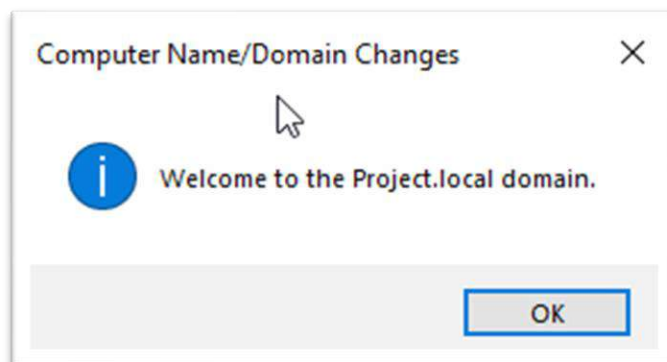 Computer Name/Domain Changes
Welcome to the Project.local domain.
OK